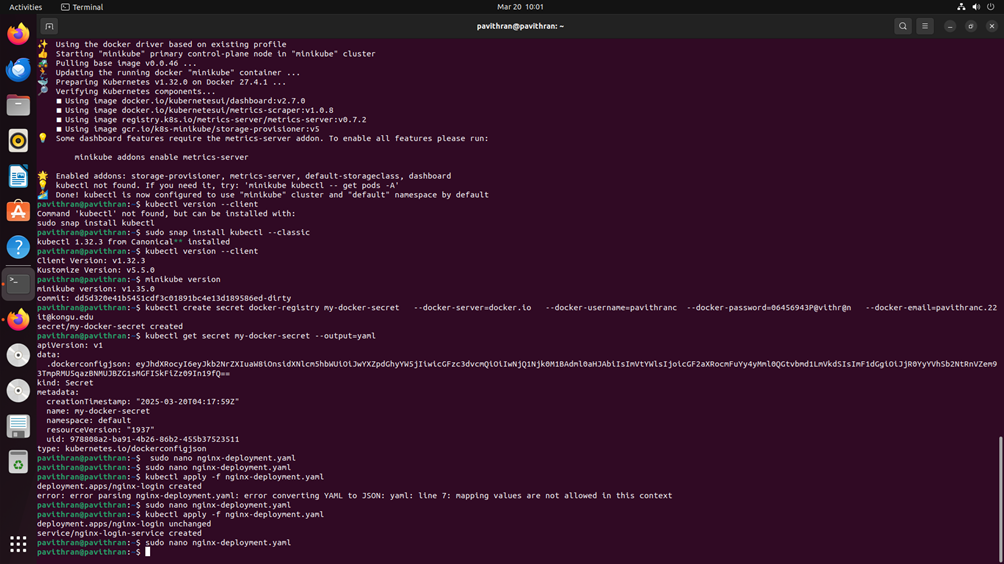 Activities
Terminal
Mar 20 10:01
pavithran@pavithran: ~
Using the docker driver based on existing profile
Starting "minikube" primary control-plane node in "minikube" cluster
Pulling base image v0.0.46 ...
Updating the running docker "minikube" container ...
Preparing Kubernetes v1.32.0 on Docker 27.4.1 ...
Verifying Kubernetes components...
Using image docker.io/kubernetesui/dashboard:v2.7.0
Using image docker.io/kubernetesui/metrics-scraper:v1.0.8
Using image registry.k8s.io/metrics-server/metrics-server:v0.7.2
Using image gcr.io/k8s-minikube/storage-provisioner:v5
Some dashboard features require the metrics-server addon. To enable all features please run:
minikube addons enable metrics-server
Enabled addons: storage-provisioner, metrics-server, default-storageclass, dashboard
kubectl not found. If you need it, try: 'minikube kubectl -- get pods -A'
Done! kubectl is now configured to use "minikube" cluster and "default" namespace by default
pavithran@pavithran:~$ kubectl version --client
Command 'kubectl' not found, but can be installed with:
sudo snap install kubectl
pavithran@pavithran:~$ sudo snap install kubectl --classic
kubectl 1.32.3 from Canonical** installed
pavithran@pavithran:~$ kubectl version --client
Client Version: v1.32.3
Kustomize Version: v5.5.0
pavithran@pavithran:~$ minikube version
minikube version: v1.35.0
commit: dd5d320e41b5451cdf3c01891bc4e13d189586ed-dirty
pavithran@pavithran:~$ kubectl create secret docker-registry my-docker-secret --docker-server=docker.io --docker-username=pavithranc --docker-password=06456943P@vithr@n --docker-email=pavithranc.22
it@kongu.edu
secret/my-docker-secret created
pavithran@pavithran:~$ kubectl get secret my-docker-secret --output=yaml
apiVersion: v1
data:
.dockerconfigjson:
kind: Secret
metadata:
creationTimestamp: "2025-03-20T04:17:59Z"
name: my-docker-secret
namespace: default
resourceVersion: "1937"
uid: 978808a2-ba91-4b26-86b2-455b37523511
type: kubernetes.io/dockerconfigjson
pavithran@pavithran:~$  sudo nano nginx-deployment.yaml
pavithran@pavithran:~$ sudo nano nginx-deployment.yaml
pavithran@pavithran:~$ kubectl apply -f nginx-deployment.yaml
deployment.apps/nginx-login created
error: error parsing nginx-deployment.yaml: error converting YAML to JSON: yaml: line 7: mapping values are not allowed in this context
pavithran@pavithran:~$ sudo nano nginx-deployment.yaml
pavithran@pavithran:~$ kubectl apply -f nginx-deployment.yaml
deployment.apps/nginx-login unchanged
service/nginx-login-service created
pavithran@pavithran:~$ sudo nano nginx-deployment.yaml
pavithran@pavithran:~$